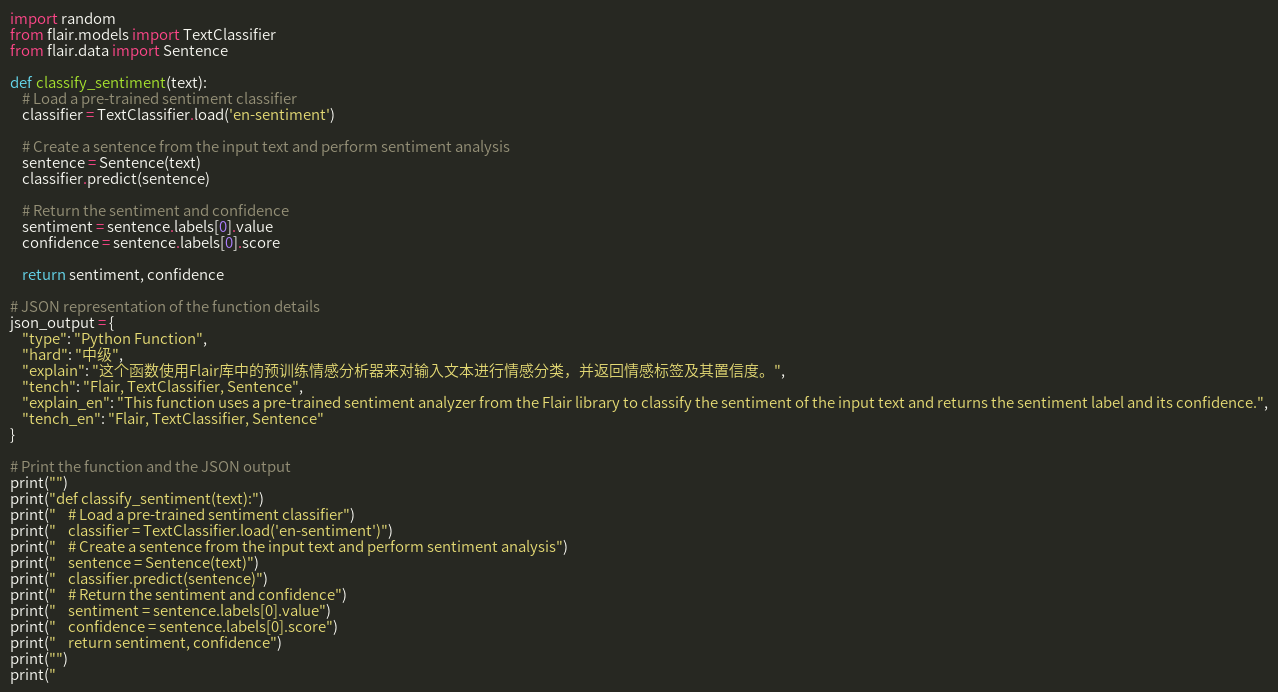 import random
from flair.models import TextClassifier
from flair.data import Sentence

def classify_sentiment(text):
    # Load a pre-trained sentiment classifier
    classifier = TextClassifier.load('en-sentiment')

    # Create a sentence from the input text and perform sentiment analysis
    sentence = Sentence(text)
    classifier.predict(sentence)

    # Return the sentiment and confidence
    sentiment = sentence.labels[0].value
    confidence = sentence.labels[0].score

    return sentiment, confidence

# JSON representation of the function details
json_output = {
    "type": "Python Function",
    "hard": "中级",
    "explain": "这个函数使用Flair库中的预训练情感分析器来对输入文本进行情感分类，并返回情感标签及其置信度。",
    "tench": "Flair, TextClassifier, Sentence",
    "explain_en": "This function uses a pre-trained sentiment analyzer from the Flair library to classify the sentiment of the input text and returns the sentiment label and its confidence.",
    "tench_en": "Flair, TextClassifier, Sentence"
}

# Print the function and the JSON output
print("")
print("def classify_sentiment(text):")
print("    # Load a pre-trained sentiment classifier")
print("    classifier = TextClassifier.load('en-sentiment')")
print("    # Create a sentence from the input text and perform sentiment analysis")
print("    sentence = Sentence(text)")
print("    classifier.predict(sentence)")
print("    # Return the sentiment and confidence")
print("    sentiment = sentence.labels[0].value")
print("    confidence = sentence.labels[0].score")
print("    return sentiment, confidence")
print("")
print("